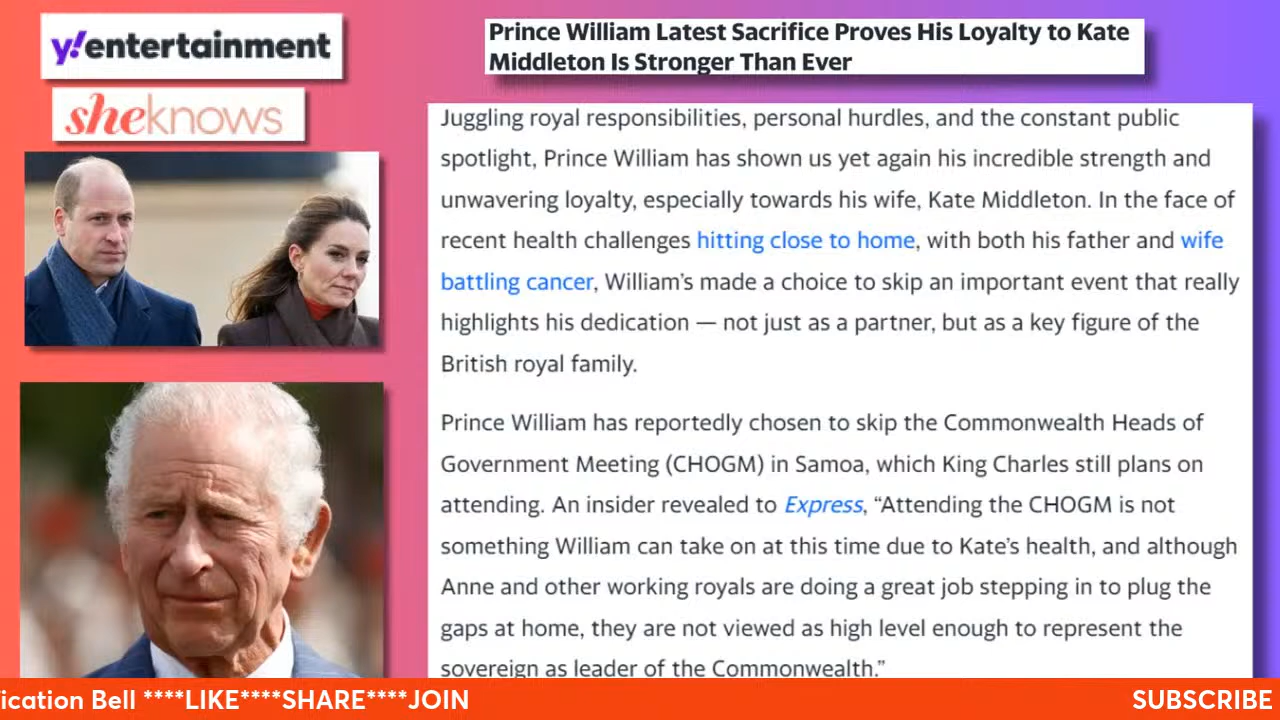 y!entertainment
sheknows
Prince William Latest Sacrifice Proves His Loyalty to Kate
Middleton Is Stronger Than Ever
Juggling royal responsibilities, personal hurdles, and the constant public
spotlight, Prince William has shown us yet again his incredible strength and
unwavering loyalty, especially towards his wife, Kate Middleton. In the face of
recent health challenges hitting close to home, with both his father and wife
battling cancer, William’s made a choice to skip an important event that really
highlights his dedication — not just as a partner, but as a key figure of the
British royal family.
Prince William has reportedly chosen to skip the Commonwealth Heads of
Government Meeting (CHOGM) in Samoa, which King Charles still plans on
attending. An insider revealed to Express, “Attending the CHOGM is not
something William can take on at this time due to Kate’s health, and although
Anne and other working royals are doing a great job stepping in to plug the
gaps at home, they are not viewed as high level enough to represent the
sovereign as leader of the Commonwealth.”
ication Bell ****LIKE****SHARE****JOIN
SUBSCRIBE